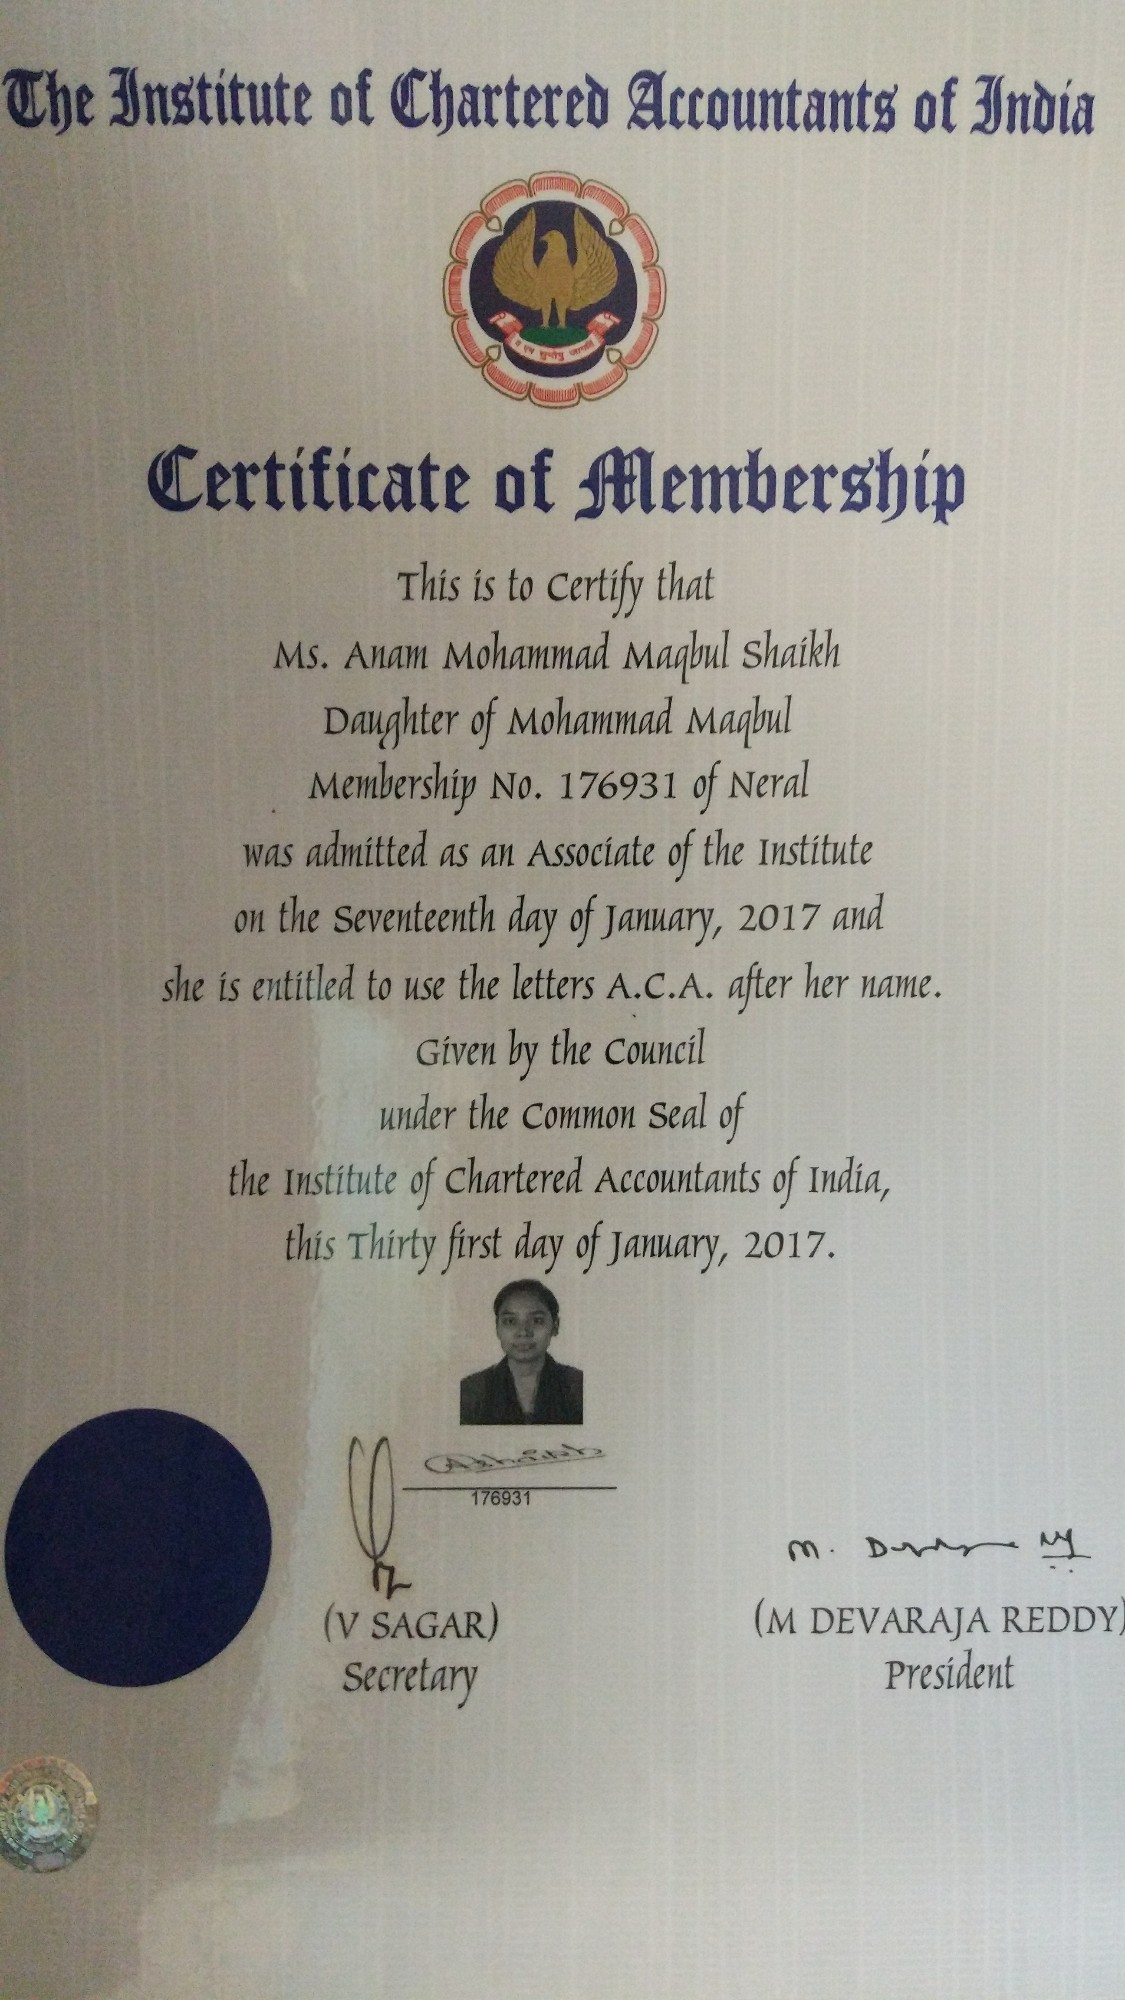 The Institute of Chartered Accountants of India
य एष सुप्तेषु जागर्ति
Certificate of Membership
This is to Certify that
Ms. Anam Mohammad Maqbul Shaikh
Daughter of Mohammad Maqbul
Membership No. 176931 of Neral
was admitted as an Associate of the Institute
on the Seventeenth day of January, 2017 and
she is entitled to use the letters A.C.A. after her name.
Given by the Council
under the Common Seal of
the Institute of Chartered Accountants of India,
this Thirty first day of January, 2017.
AShaikh
176931
(V SAGAR)
Secretary
(M DEVARAJA REDDY)
President